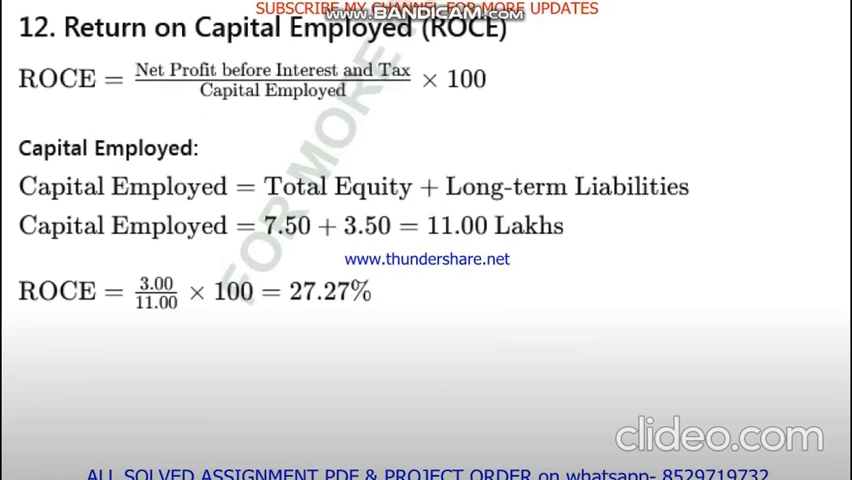 SUBSCRIBE MY CHANNEL FOR MORE UPDATES
www.BANDICAM.com
12. Return on Capital Employed (ROCE)
ROCE = Net Profit before Interest and Tax / Capital Employed × 100
Capital Employed:
Capital Employed = Total Equity + Long-term Liabilities
Capital Employed = 7.50 + 3.50 = 11.00 Lakhs
www.thundershare.net
ROCE = 3.00 / 11.00 × 100 = 27.27%
FOR MORE
clideo.com
ALL SOLVED ASSIGNMENT PDF & PROJECT ORDER on whatsapp- 8529719732